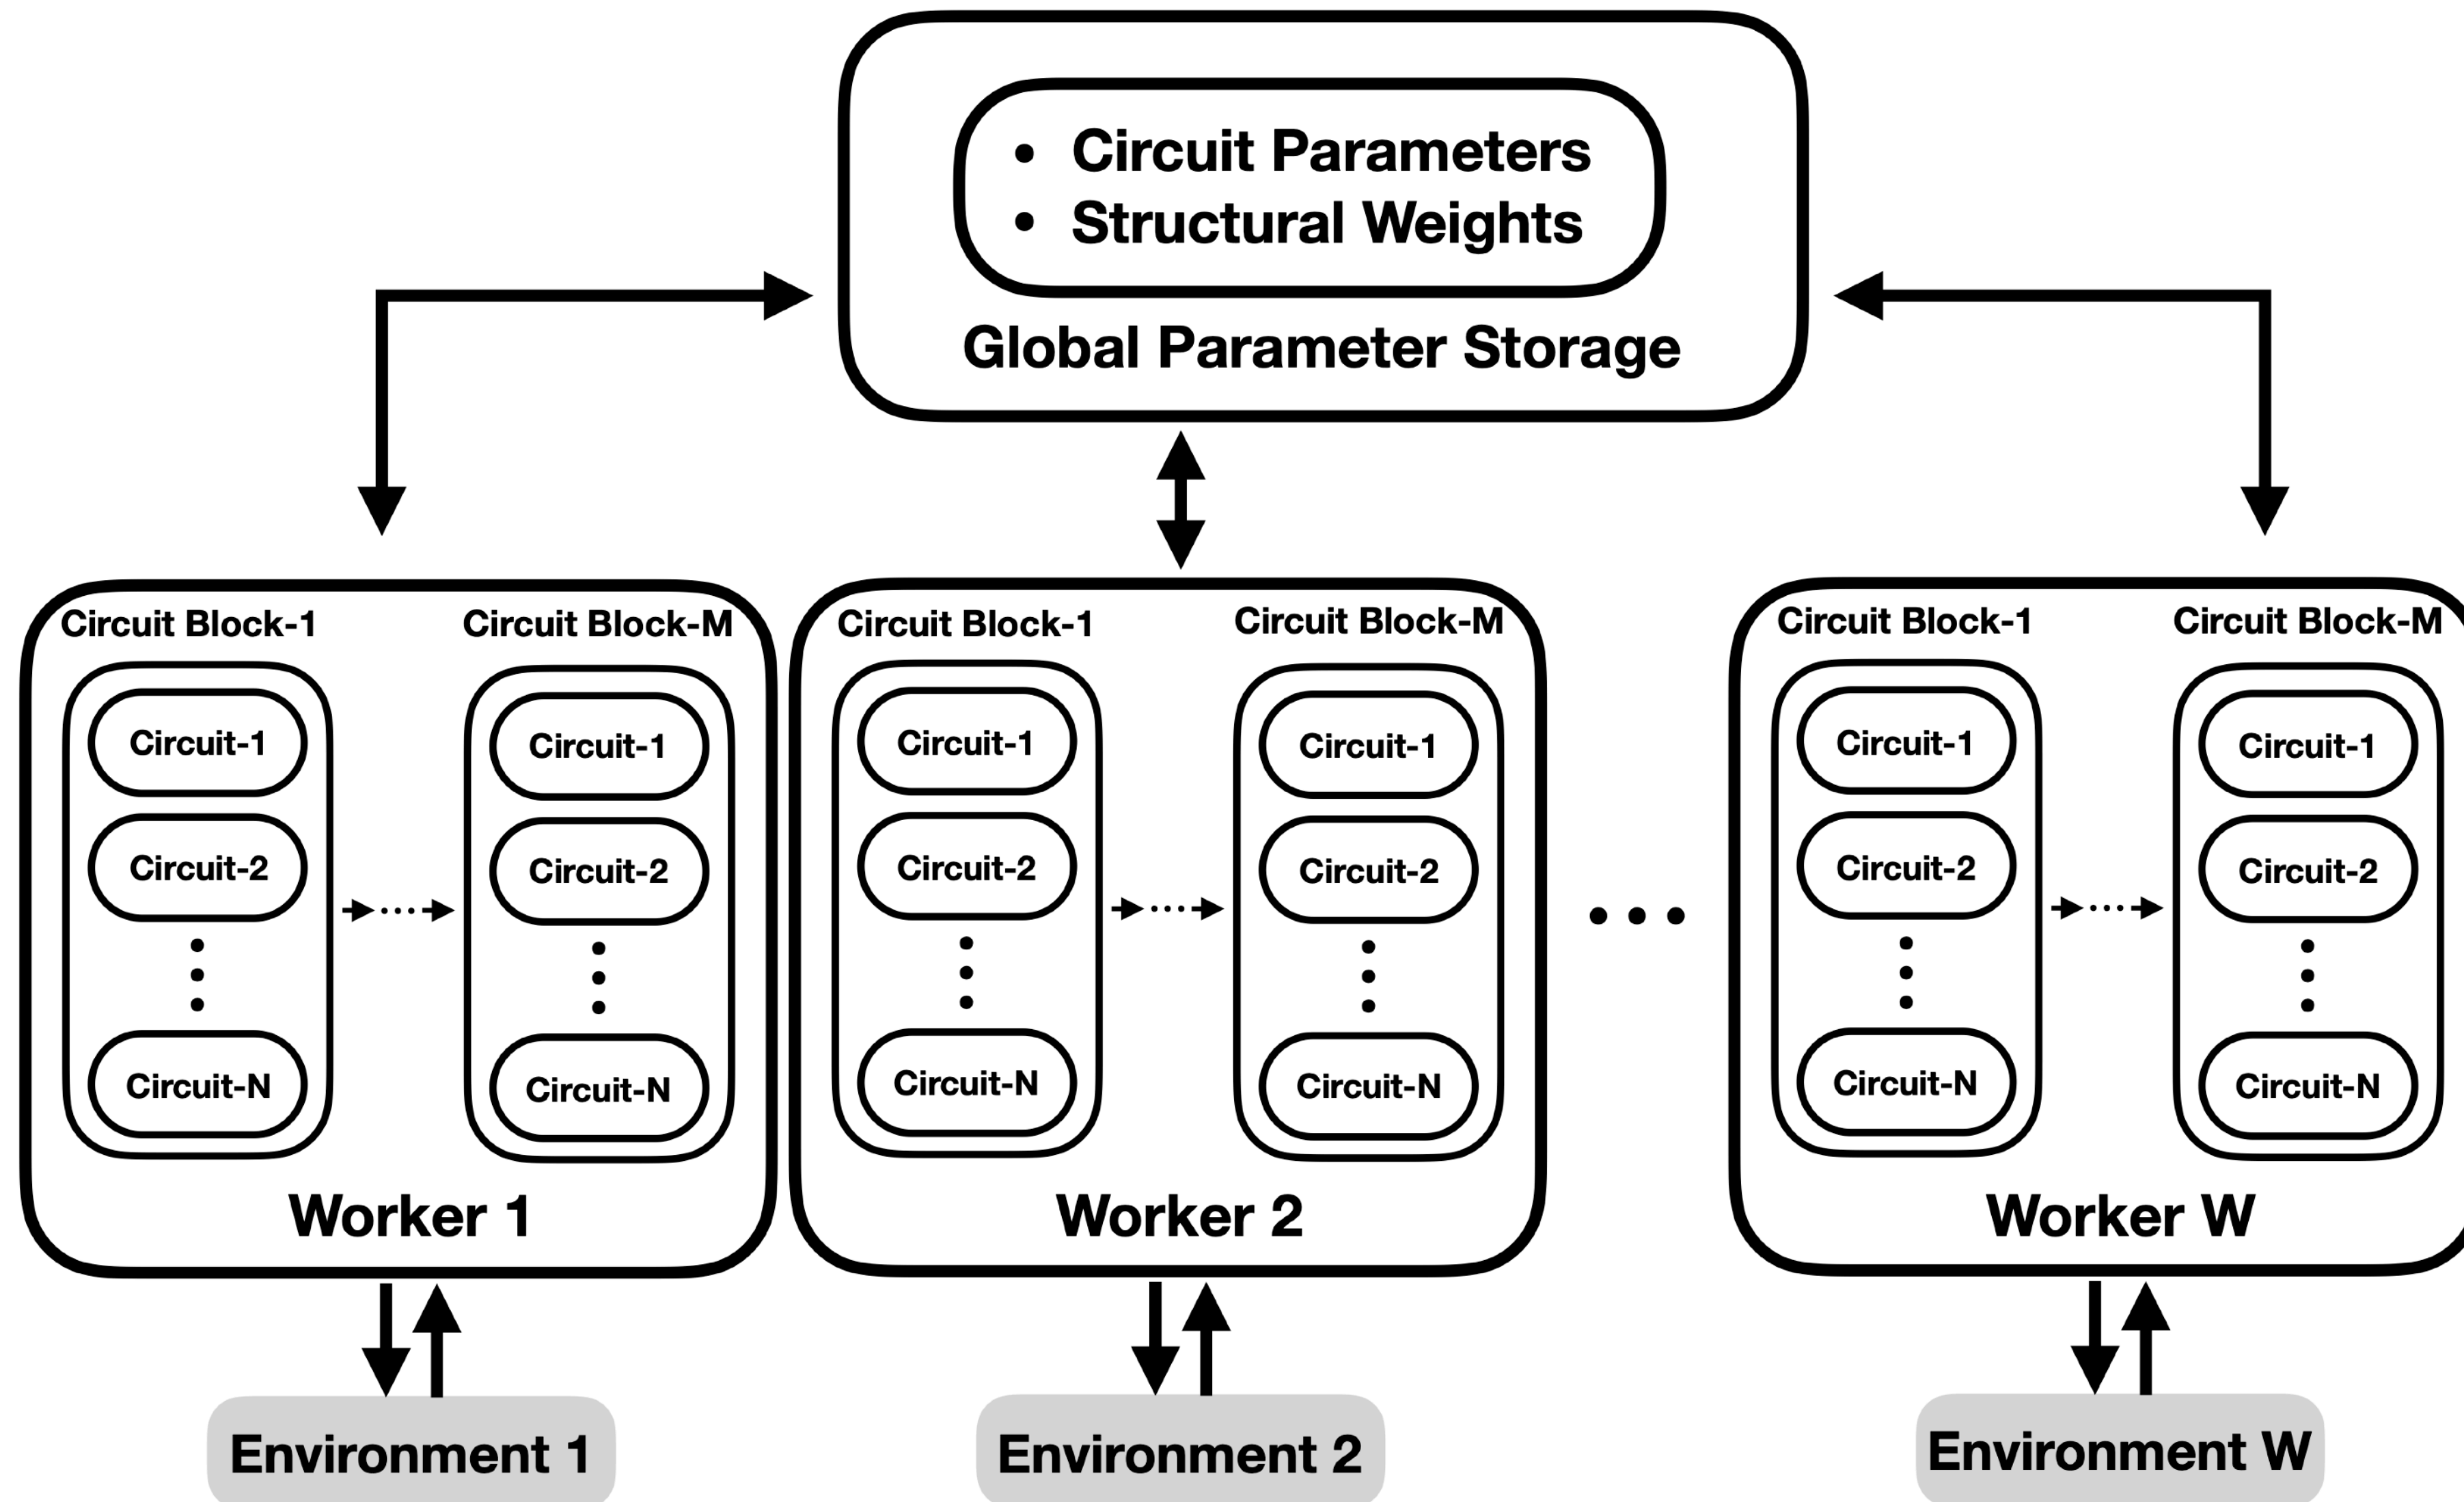 • Circuit Parameters
• Structural Weights
Global Parameter Storage
Circuit Block-1
Circuit Block-M
Circuit-1
Circuit-2
Circuit-N
Circuit-1
Circuit-2
Circuit-N
Worker 1
Circuit Block-1
Circuit Block-M
Circuit-1
Circuit-2
Circuit-N
Circuit-1
Circuit-2
Circuit-N
Worker 2
Circuit Block-1
Circuit Block-M
Circuit-1
Circuit-2
Circuit-N
Circuit-1
Circuit-2
Circuit-N
Worker W
Environment 1
Environment 2
Environment W